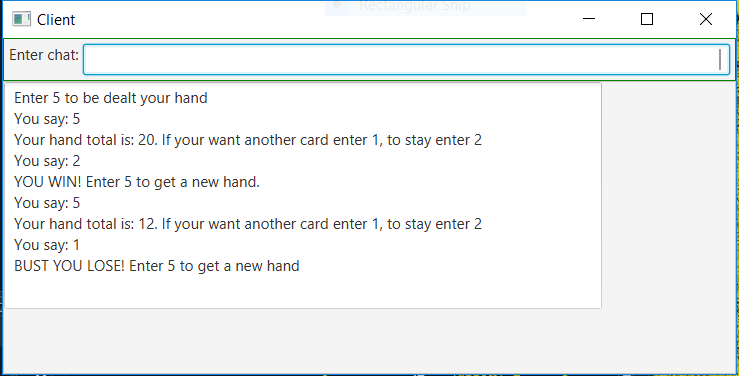 Rectangular Snip
Client
Enter chat:
Enter 5 to be dealt your hand
You say: 5
Your hand total is: 20. If your want another card enter 1, to stay enter 2
You say: 2
YOU WIN! Enter 5 to get a new hand.
You say: 5
Your hand total is: 12. If your want another card enter 1, to stay enter 2
You say: 1
BUST YOU LOSE! Enter 5 to get a new hand